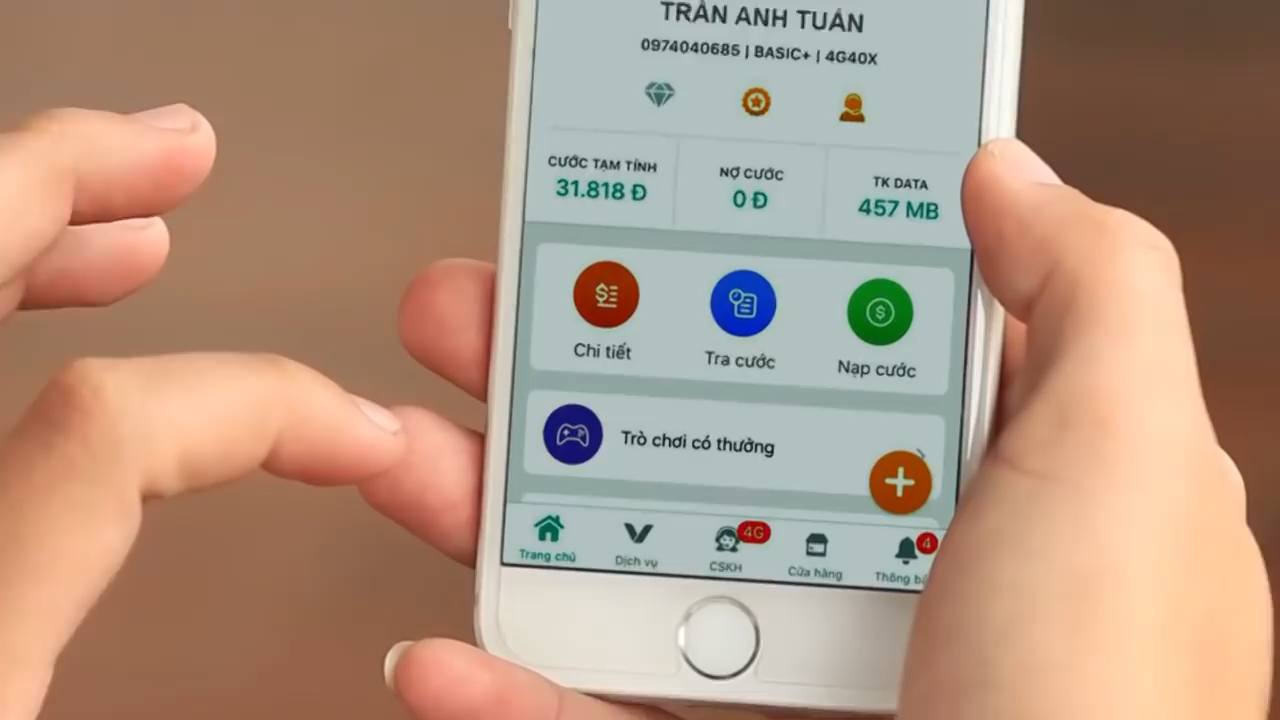 TRẦN ANH TUẤN
0974040685 | BASIC+ | 4G40X
CƯỚC TẠM TÍNH
31.818 Đ
NỢ CƯỚC
0 Đ
TK DATA
457 MB
Chi tiết
Tra cước
Nạp cước
Trò chơi có thưởng
4G
4
Trang chủ
Dịch vụ
CSKH
Cửa hàng
Thông